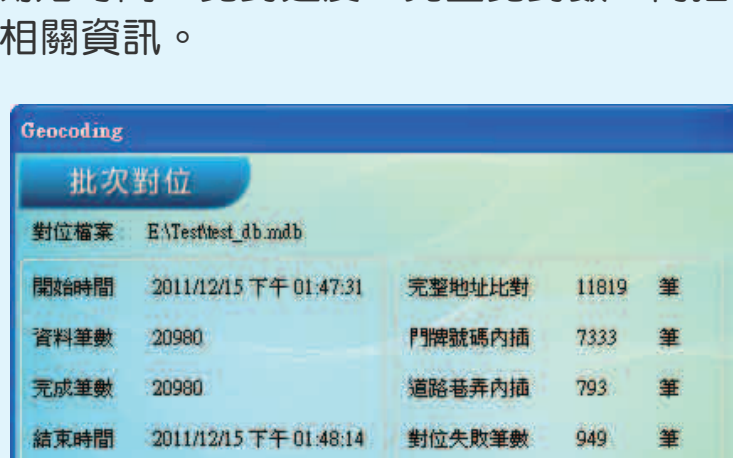 相關資訊。
Geocoding
批次對位
對位檔案 E:\Test\test_db.mdb
開始時間 2011/12/15 下午 01:47:31 完整地址比對 11819 筆
資料筆數 20980 門牌號碼內插 7333 筆
完成筆數 20980 道路巷弄內插 793 筆
結束時間 2011/12/15 下午 01:48:14 對位失敗筆數 949 筆